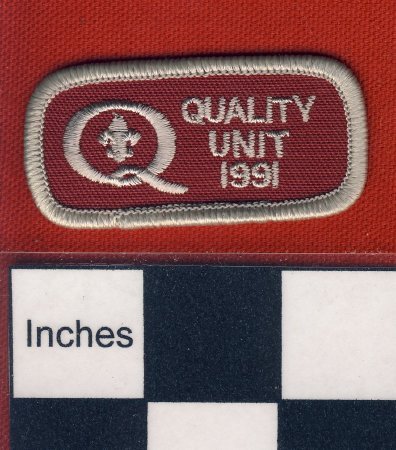 Q QUALITY
UNIT
1991
Inches